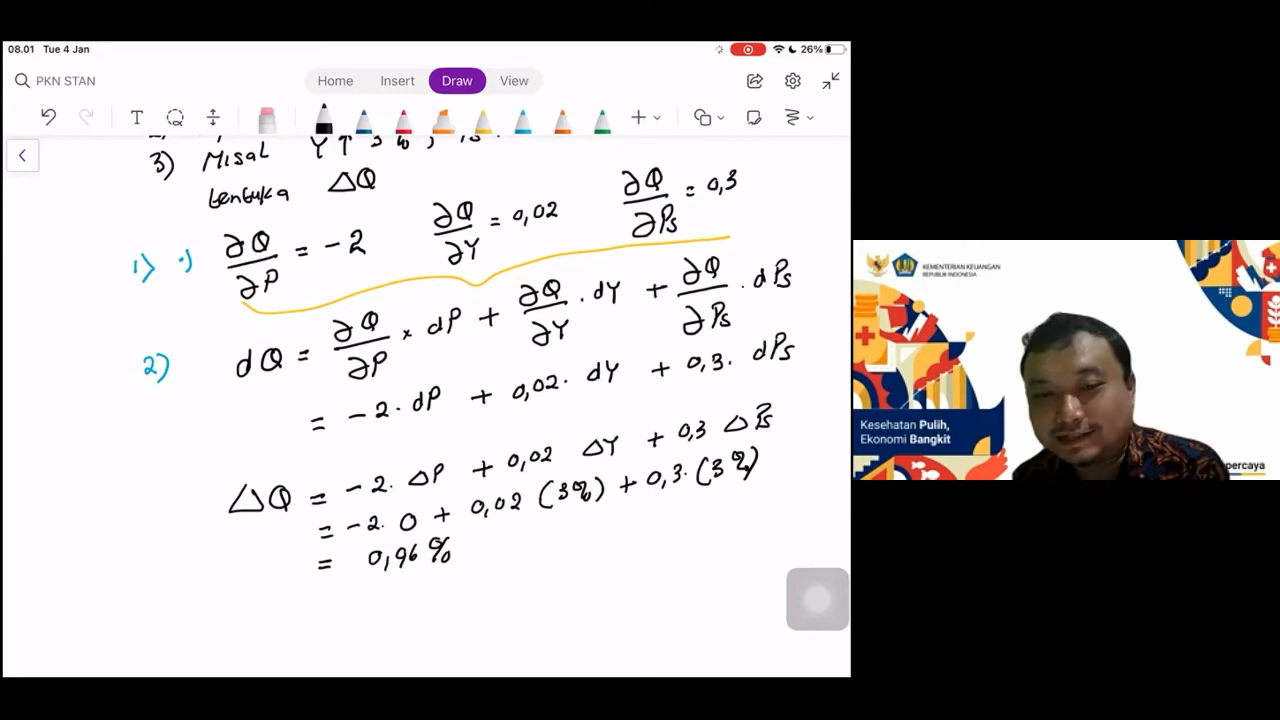 08.01 Tue 4 Jan
26%
PKN STAN
Home Insert Draw View
3) Misal Y↑ 3 %,
tentuka ΔQ
1) •) ∂Q/∂P = -2 ∂Q/∂Y = 0,02 ∂Q/∂Ps = 0,3
2) dQ = ∂Q/∂P × dP + ∂Q/∂Y . dY + ∂Q/∂Ps . dPs
= -2. dP + 0,02. dY + 0,3. dPs
ΔQ = -2. ΔP + 0,02 ΔY + 0,3 ΔPs
= -2. 0 + 0,02 (3%) + 0,3. (3%)
= 0,96%
KEMENTERIAN KEUANGAN
REPUBLIK INDONESIA
Kesehatan Pulih,
Ekonomi Bangkit
percaya